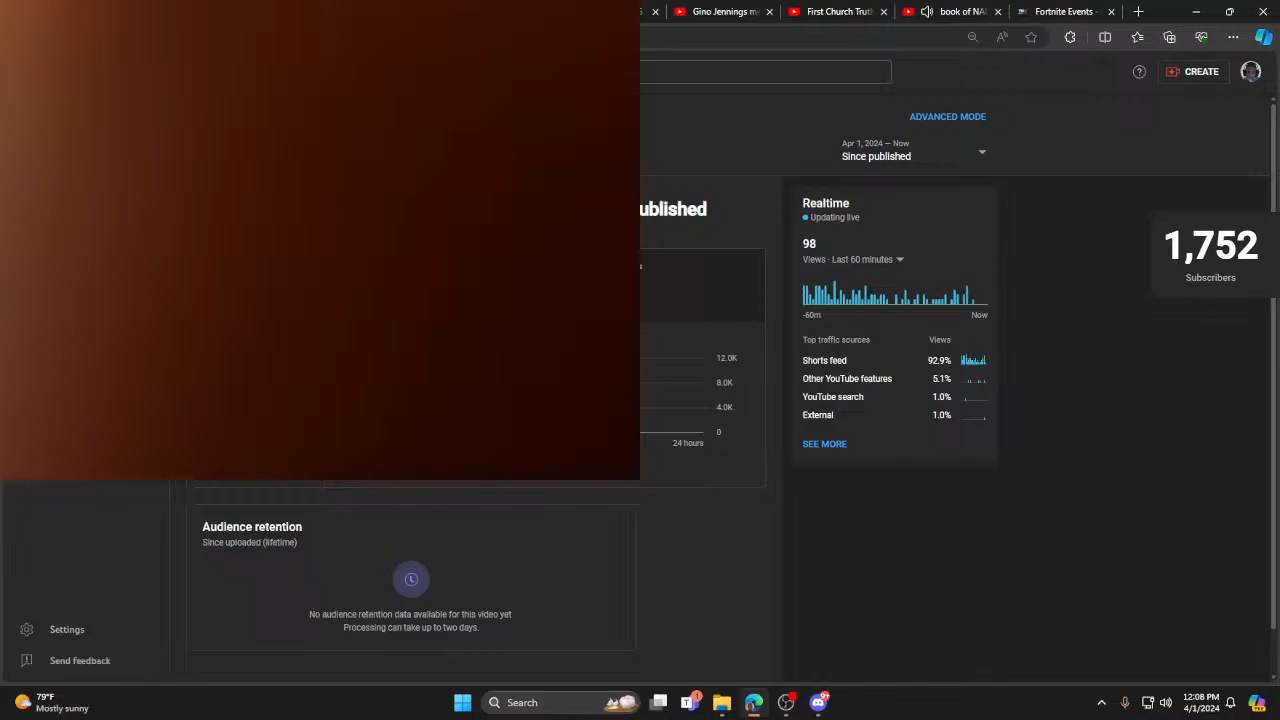 Gino Jennings me
First Church Truth
book of NA
Fortnite Events -
CREATE
ADVANCED MODE
Apr 1, 2024 – Now
Since published
ublished
Realtime
Updating live
98
Views · Last 60 minutes
-60m Now
Top traffic sources Views
Shorts feed 92.9%
Other YouTube features 5.1%
YouTube search 1.0%
External 1.0%
SEE MORE
1,752
Subscribers
12.0K
8.0K
4.0K
0
24 hours
Audience retention
Since uploaded (lifetime)
No audience retention data available for this video yet
Processing can take up to two days.
Settings
Send feedback
79°F
Mostly sunny
Search
1
9+
12:08 PM
4/1/2024